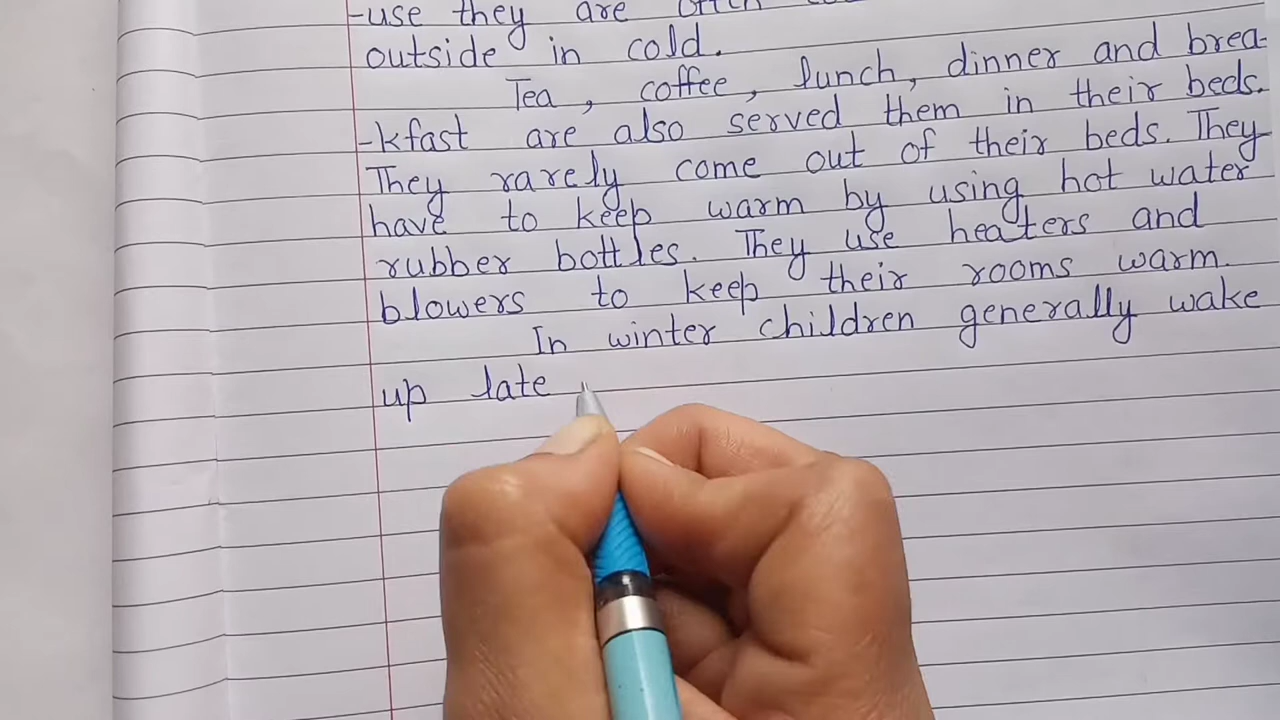 -use they are often
outside in cold.
Tea, coffee, lunch, dinner and brea-
-kfast are also served them in their beds.
They rarely come out of their beds. They
have to keep warm by using hot water
rubber bottles. They use heaters and
blowers to keep their rooms warm.
In winter children generally wake
up late